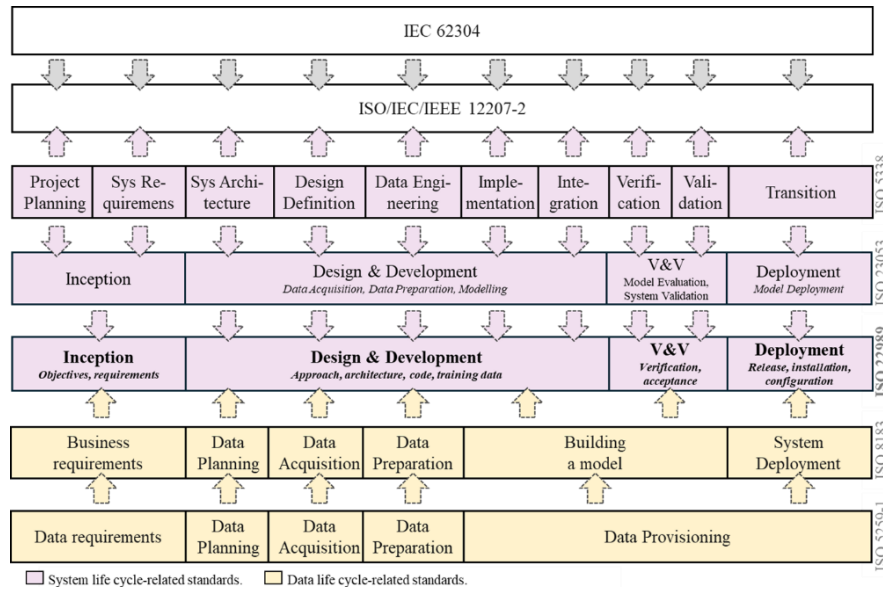 IEC 62304
ISO/IEC/IEEE 12207-2
Project
Planning
Sys Re-
quiremens
Sys Archi-
tecture
Design
Definition
Data Engi-
neering
Imple-
mentation
Inte-
gration
Verifi-
cation
Vali-
dation
Transition
ISO 5338
Inception
Design & Development
Data Acquisition, Data Preparation, Modelling
V&V
Model Evaluation,
System Validation
Deployment
Model Deployment
ISO 23053
Inception
Objectives, requirements
Design & Development
Approach, architecture, code, training data
V&V
Verification,
acceptance
Deployment
Release, installation,
configuration
ISO 22989
Business
requirements
Data
Planning
Data
Acquisition
Data
Preparation
Building
a model
System
Deployment
ISO 8183
Data requirements
Data
Planning
Data
Acquisition
Data
Preparation
Data Provisioning
ISO 5259-1
System life cycle-related standards.
Data life cycle-related standards.